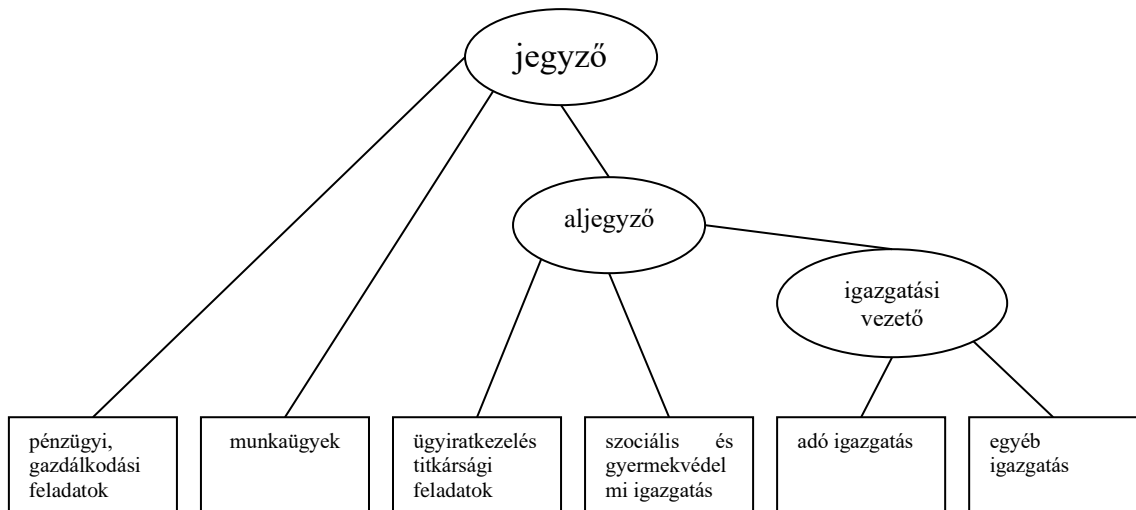 jegyző
aljegyző
igazgatási
vezető
pénzügyi,
gazdálkodási
feladatok
munkaügyek
ügyiratkezelés
titkársági
feladatok
szociális és
gyermekvédel
mi igazgatás
adó igazgatás
egyéb
igazgatás